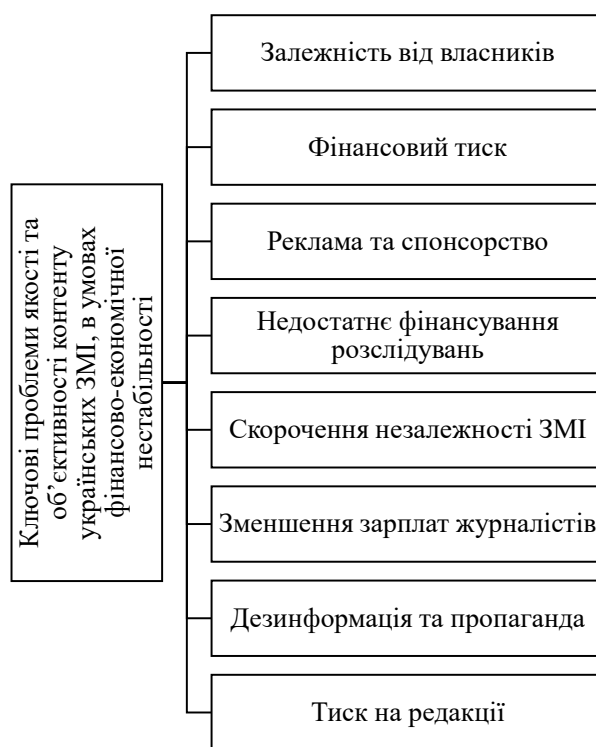 Ключові проблеми якості та
об’єктивності контенту
українських ЗМІ, в умовах
фінансово-економічної
нестабільності
Залежність від власників
Фінансовий тиск
Реклама та спонсорство
Недостатнє фінансування
розслідувань
Скорочення незалежності ЗМІ
Зменшення зарплат журналістів
Дезинформація та пропаганда
Тиск на редакції